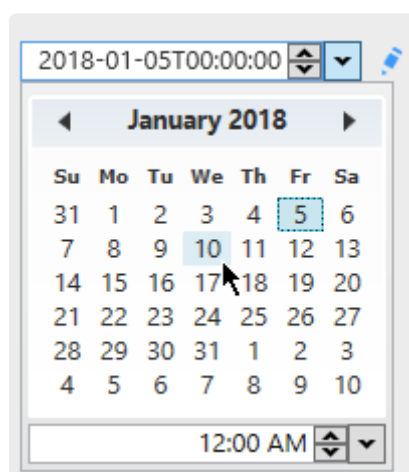 2018-01-05T00:00:00
January 2018
Su Mo Tu We Th Fr Sa
31 1 2 3 4 5 6
7 8 9 10 11 12 13
14 15 16 17 18 19 20
21 22 23 24 25 26 27
28 29 30 31 1 2 3
4 5 6 7 8 9 10
12:00 AM